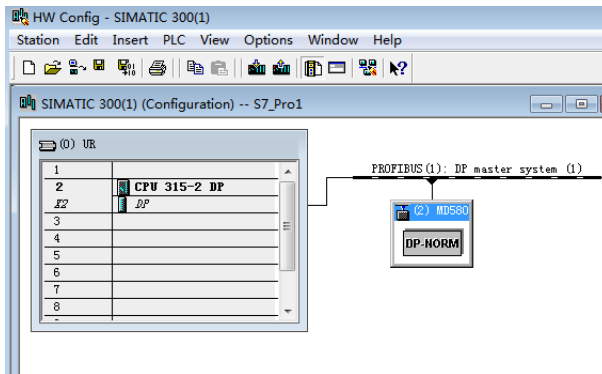 HW Config - SIMATIC 300(1)
Station Edit Insert PLC View Options Window Help
SIMATIC 300(1) (Configuration) -- S7_Pro1
(0) UR
1
2 CPU 315-2 DP
X2 DP
3
4
5
6
7
8
PROFIBUS(1): DP master system (1)
(2) MD580
DP-NORM